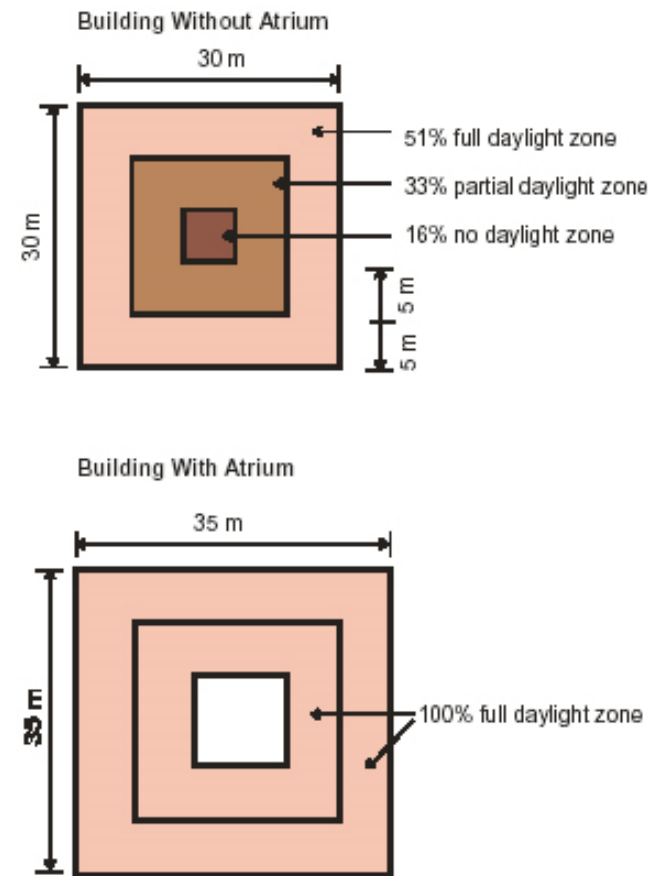 Building Without Atrium
30 m
51% full daylight zone
33% partial daylight zone
16% no daylight zone
30 m
5 m
5 m
Building With Atrium
35 m
35 m
100% full daylight zone